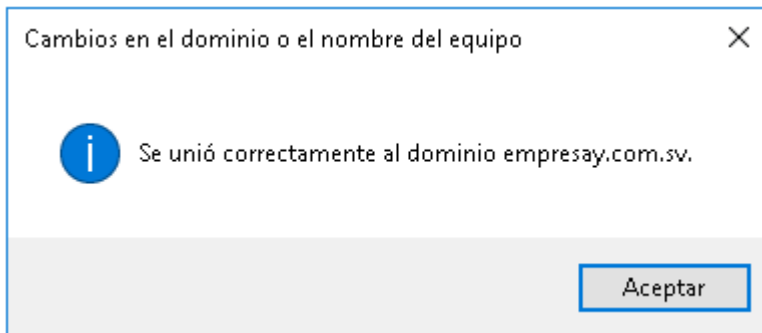 Cambios en el dominio o el nombre del equipo
Se unió correctamente al dominio empresay.com.sv.
Aceptar